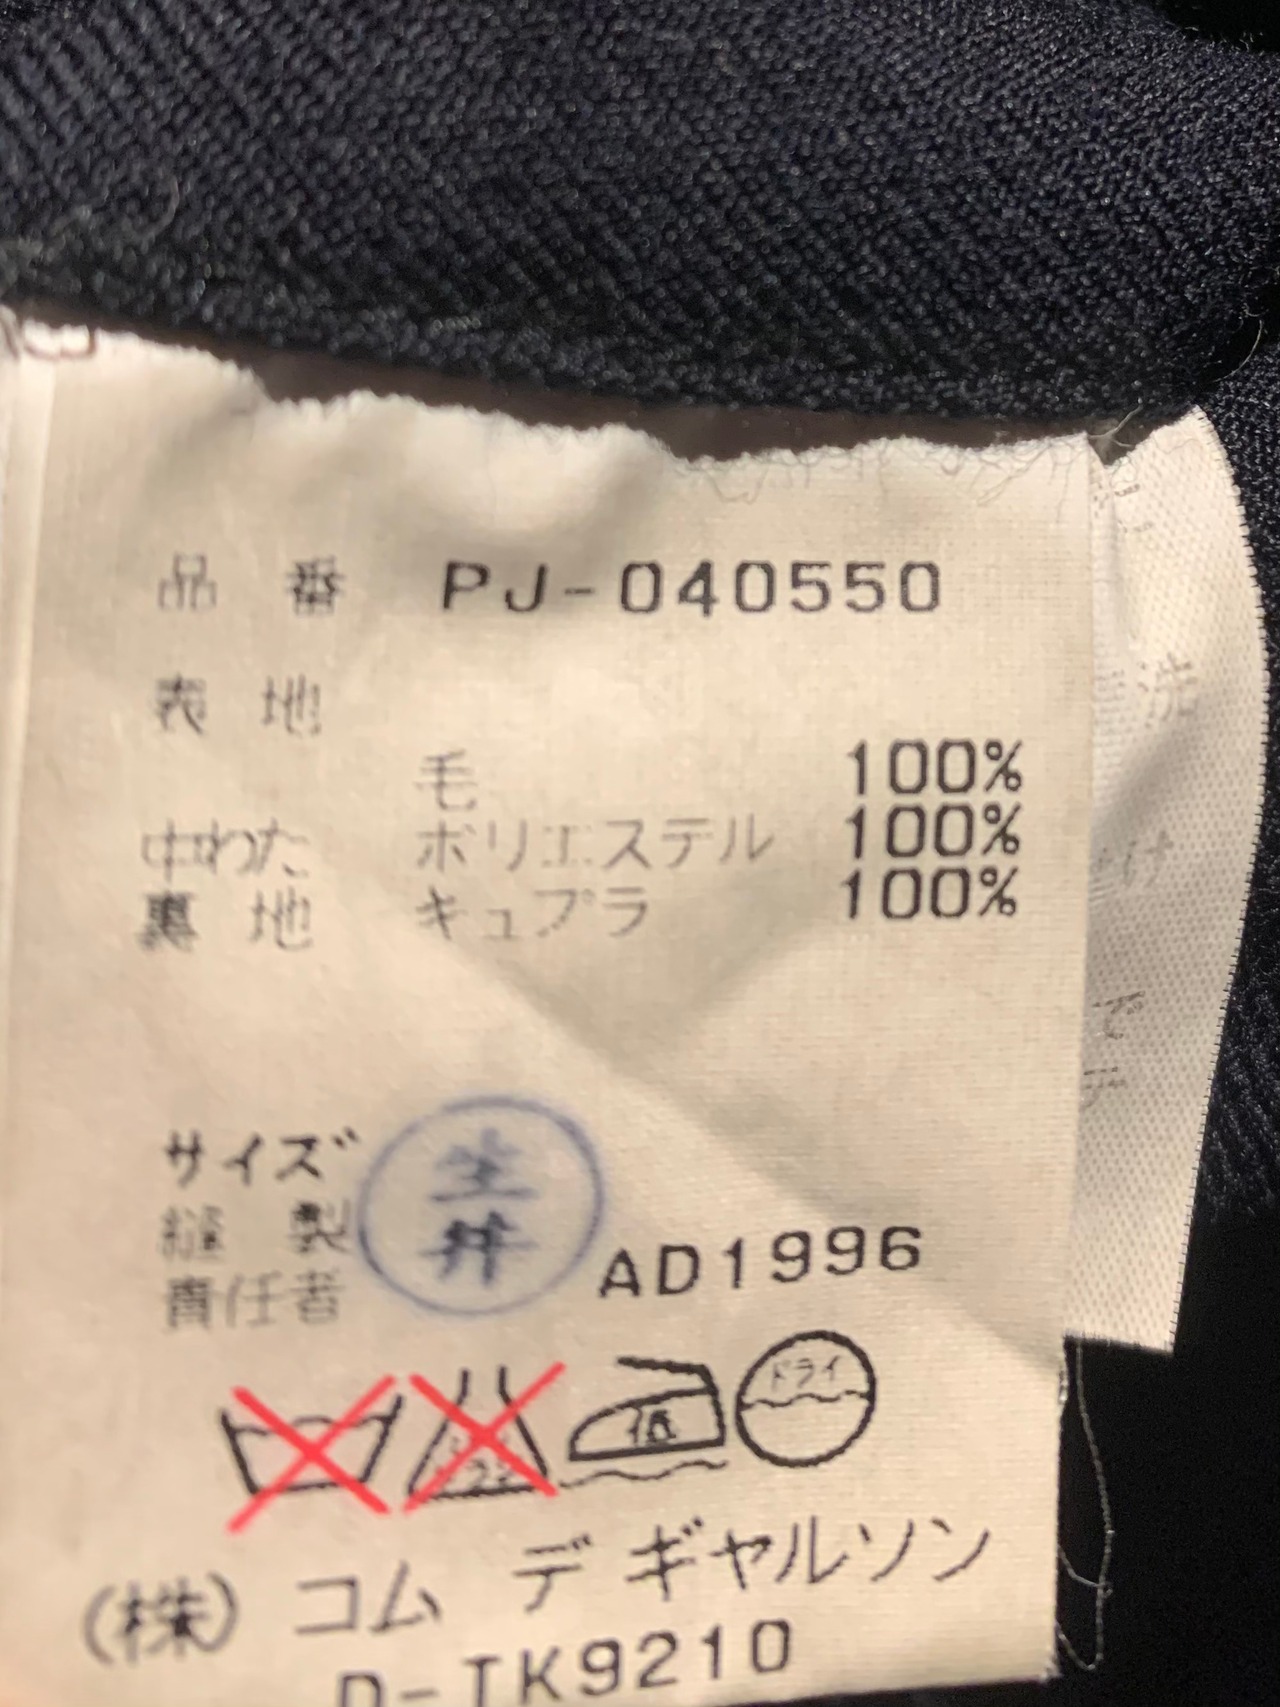 品 番 PJ-040550
表 地
毛 100%
中わた ポリエステル 100%
裏 地 キュプラ 100%
サイズ
縫 製
責任者 AD1996
低
ドライ
(株) コム デ ギャルソン
D-TK9210
洗